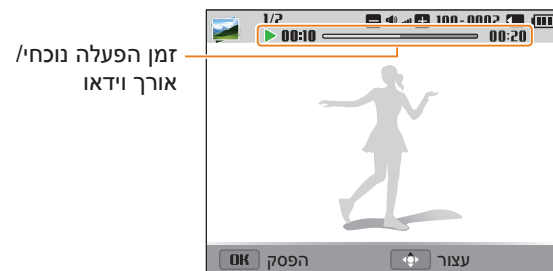 1/2 100-0002
00:10 00:20
זמן הפעלה נוכחי/
אורך וידאו
OK הפסק עצור